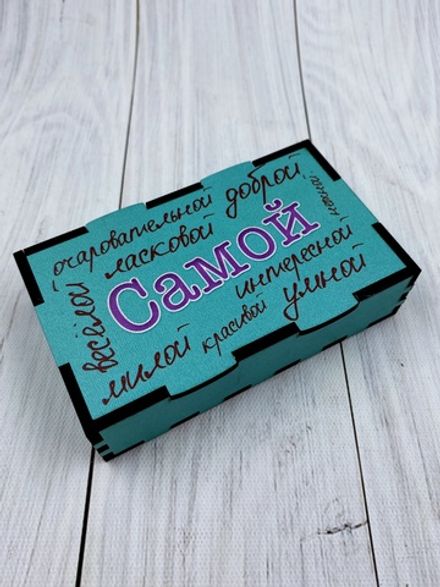 очаровательной
ласковой
доброй
нежной
весёлой
Самой
интересной
милой
красивой
умной